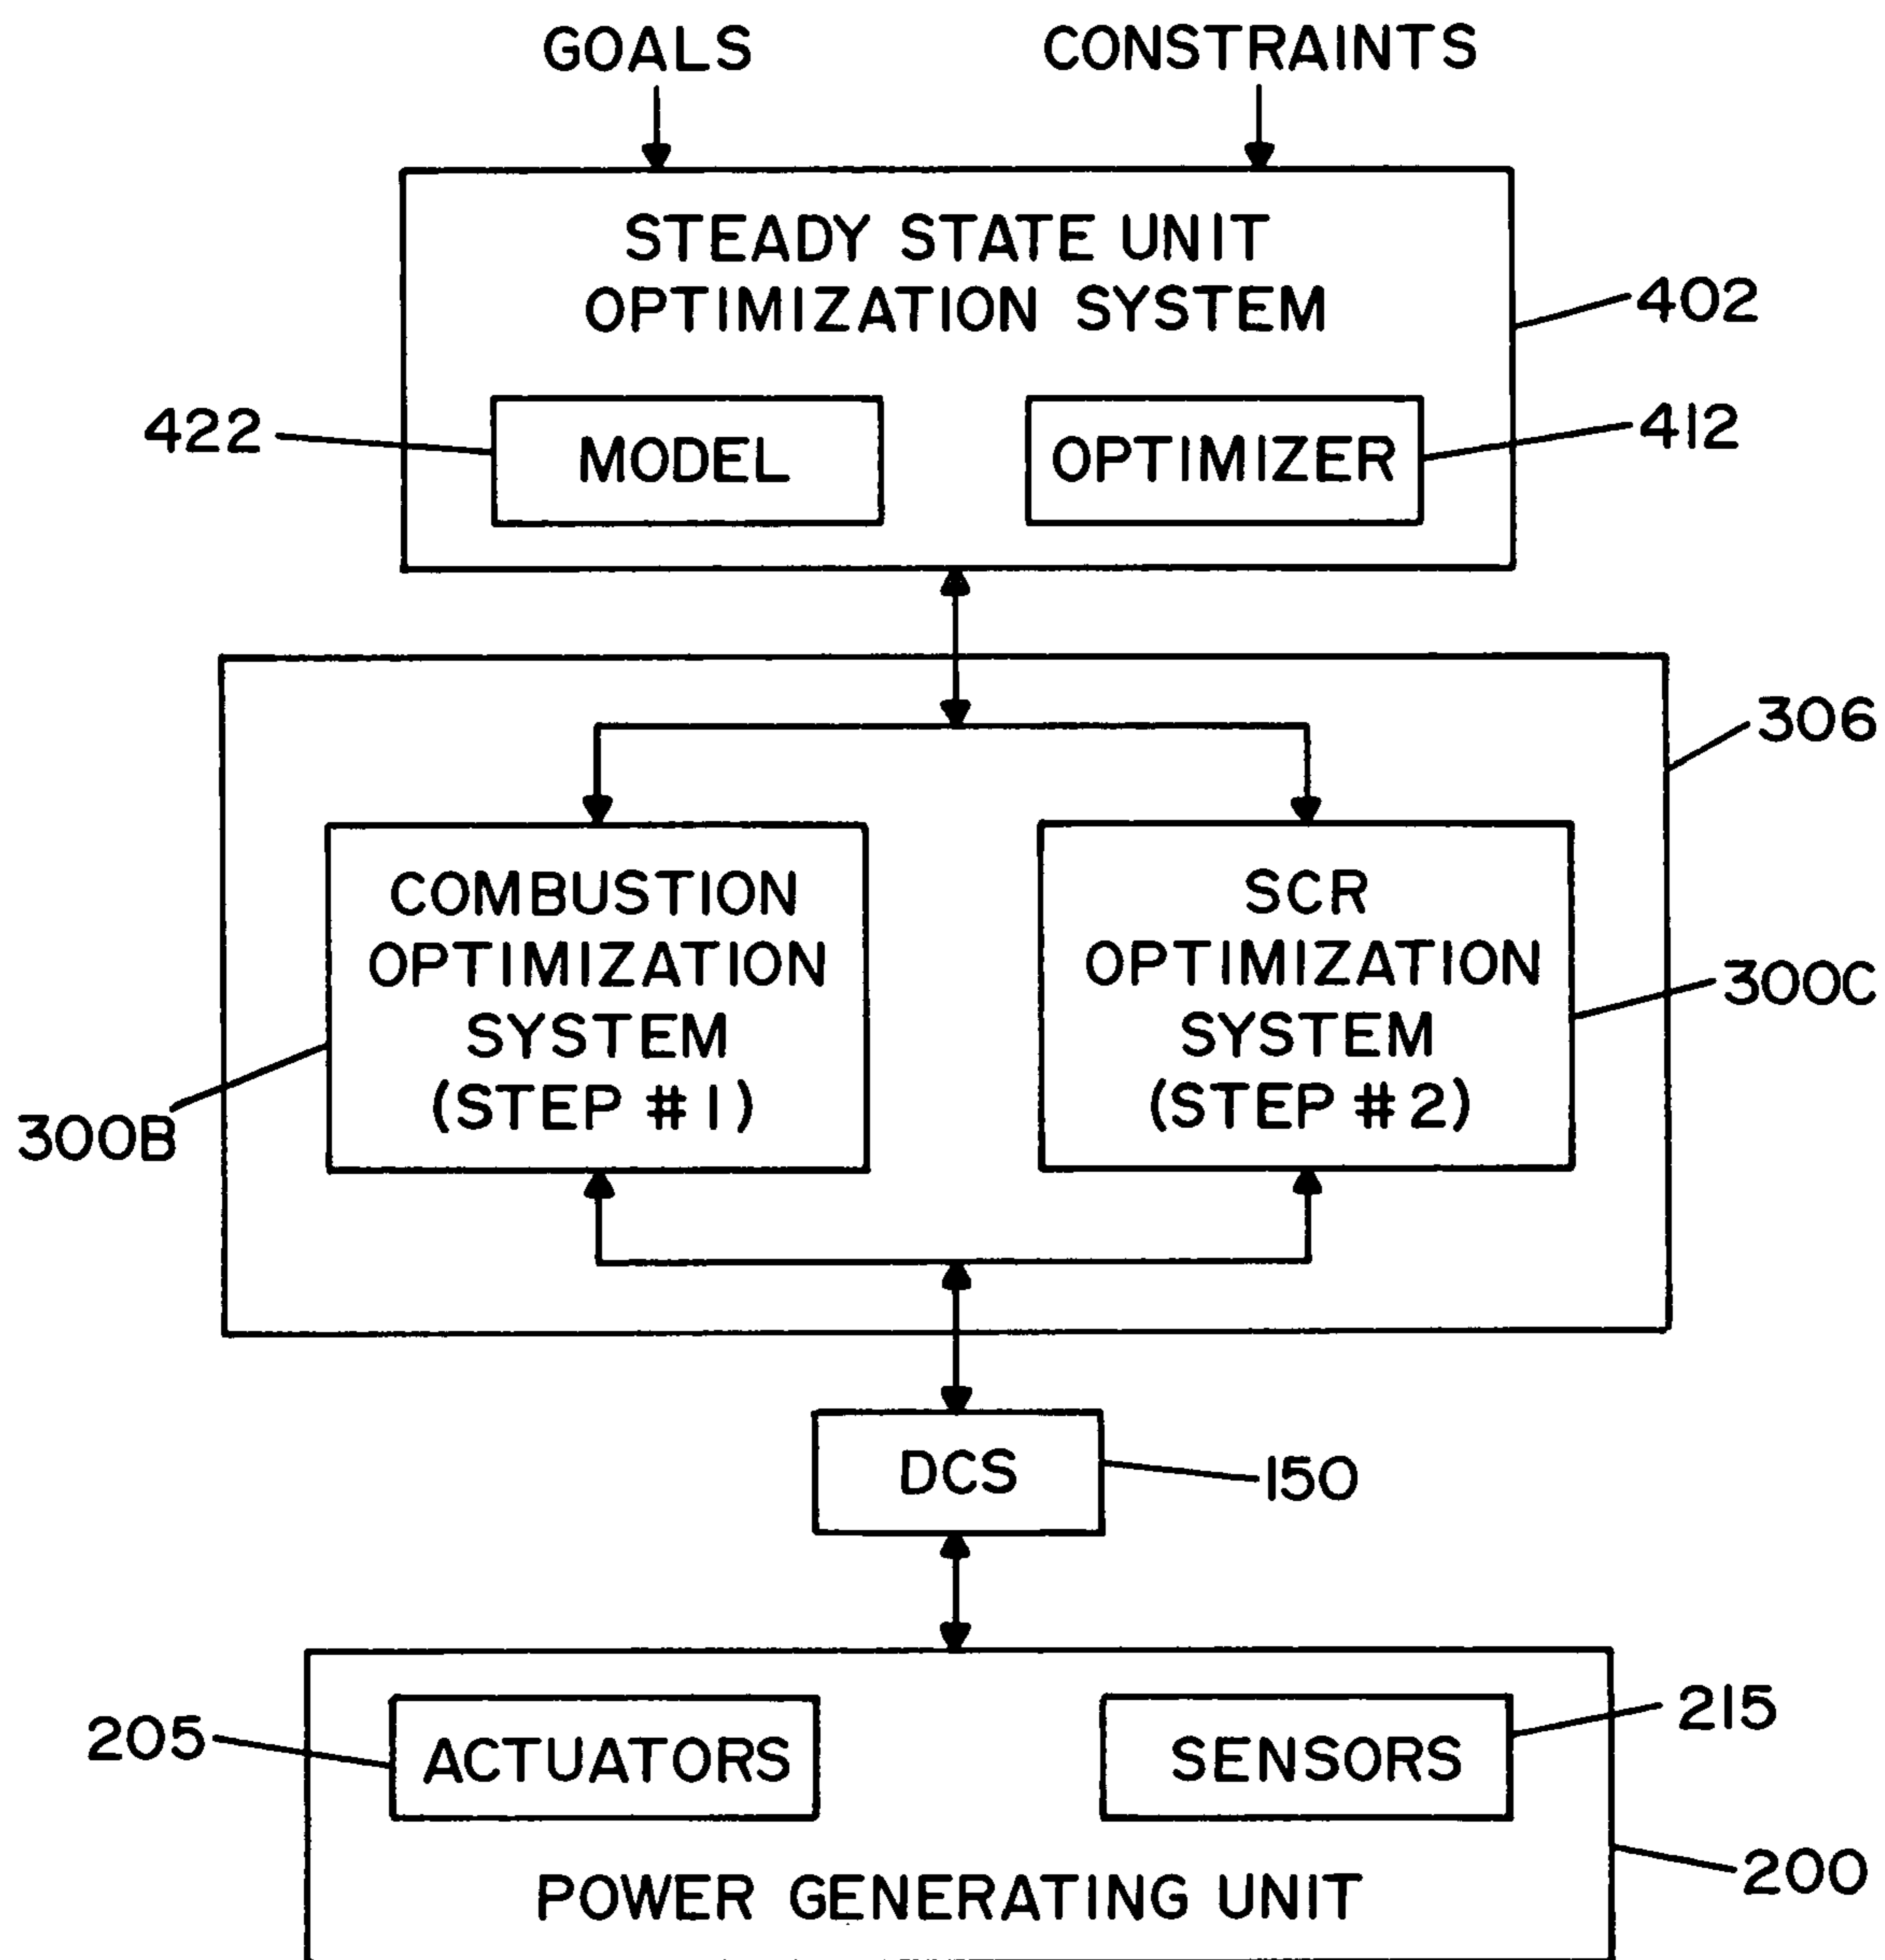 GOALS
CONSTRAINTS
STEADY STATE UNIT
OPTIMIZATION SYSTEM
402
422
MODEL
OPTIMIZER
412
306
COMBUSTION
OPTIMIZATION
SYSTEM
(STEP #1)
300B
SCR
OPTIMIZATION
SYSTEM
(STEP #2)
300C
DCS
150
205
ACTUATORS
SENSORS
215
POWER GENERATING UNIT
200